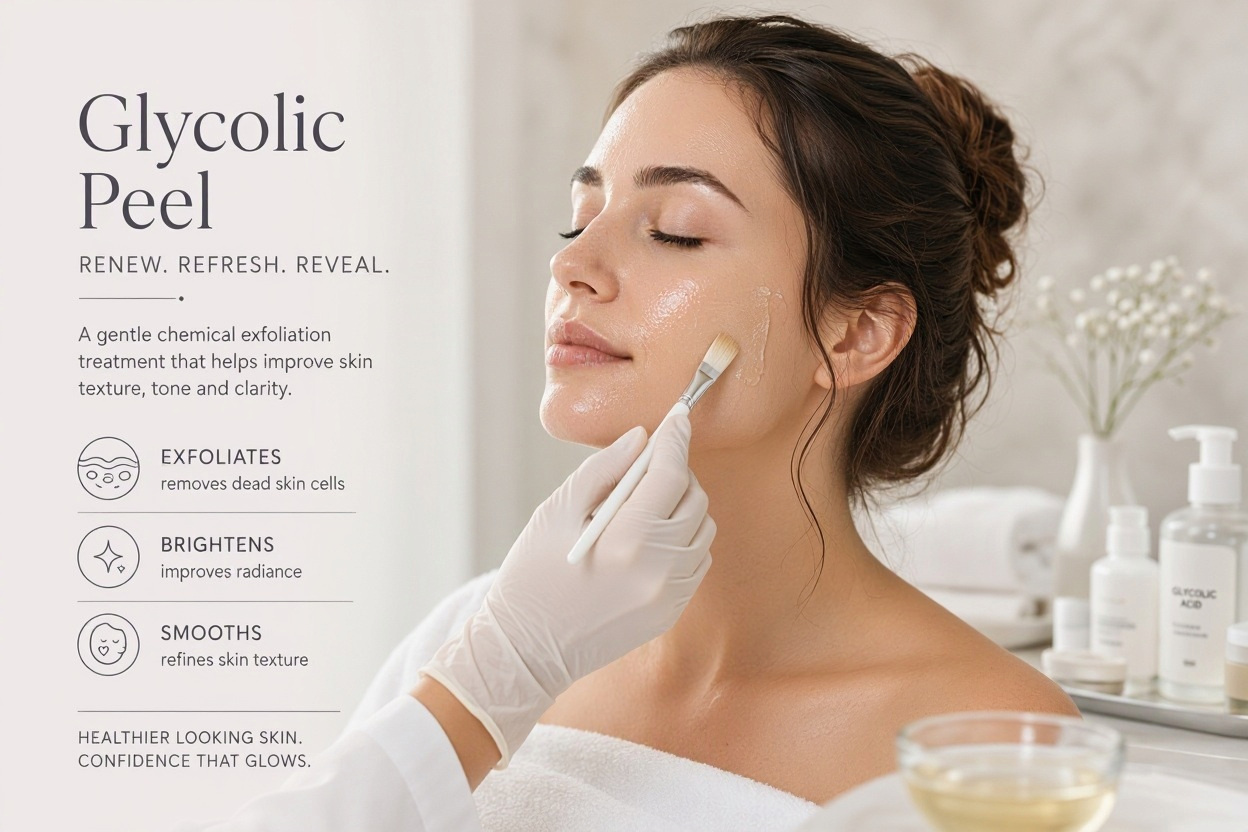 Glycolic
Peel
RENEW. REFRESH. REVEAL.
A gentle chemical exfoliation
treatment that helps improve skin
texture, tone and clarity.
EXFOLIATES
removes dead skin cells
BRIGHTENS
improves radiance
SMOOTHS
refines skin texture
HEALTHIER LOOKING SKIN.
CONFIDENCE THAT GLOWS.
GLYCOLIC
ACID